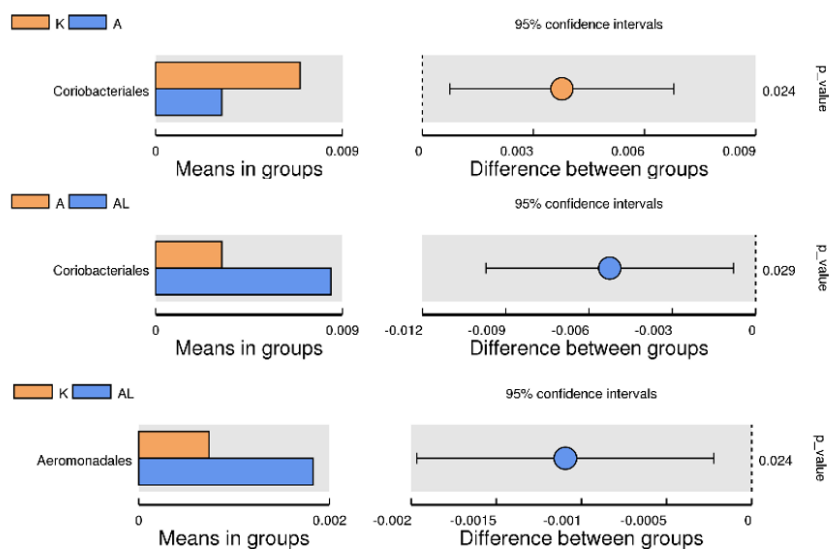 K A
95% confidence intervals
Coriobacteriales
0.024
p_value
0 0.009
0 0.003 0.006 0.009
Means in groups
Difference between groups
A AL
95% confidence intervals
Coriobacteriales
0.029
p_value
0 0.009
-0.012 -0.009 -0.006 -0.003 0
Means in groups
Difference between groups
K AL
95% confidence intervals
Aeromonadales
0.024
p_value
0 0.002
-0.002 -0.0015 -0.001 -0.0005 0
Means in groups
Difference between groups